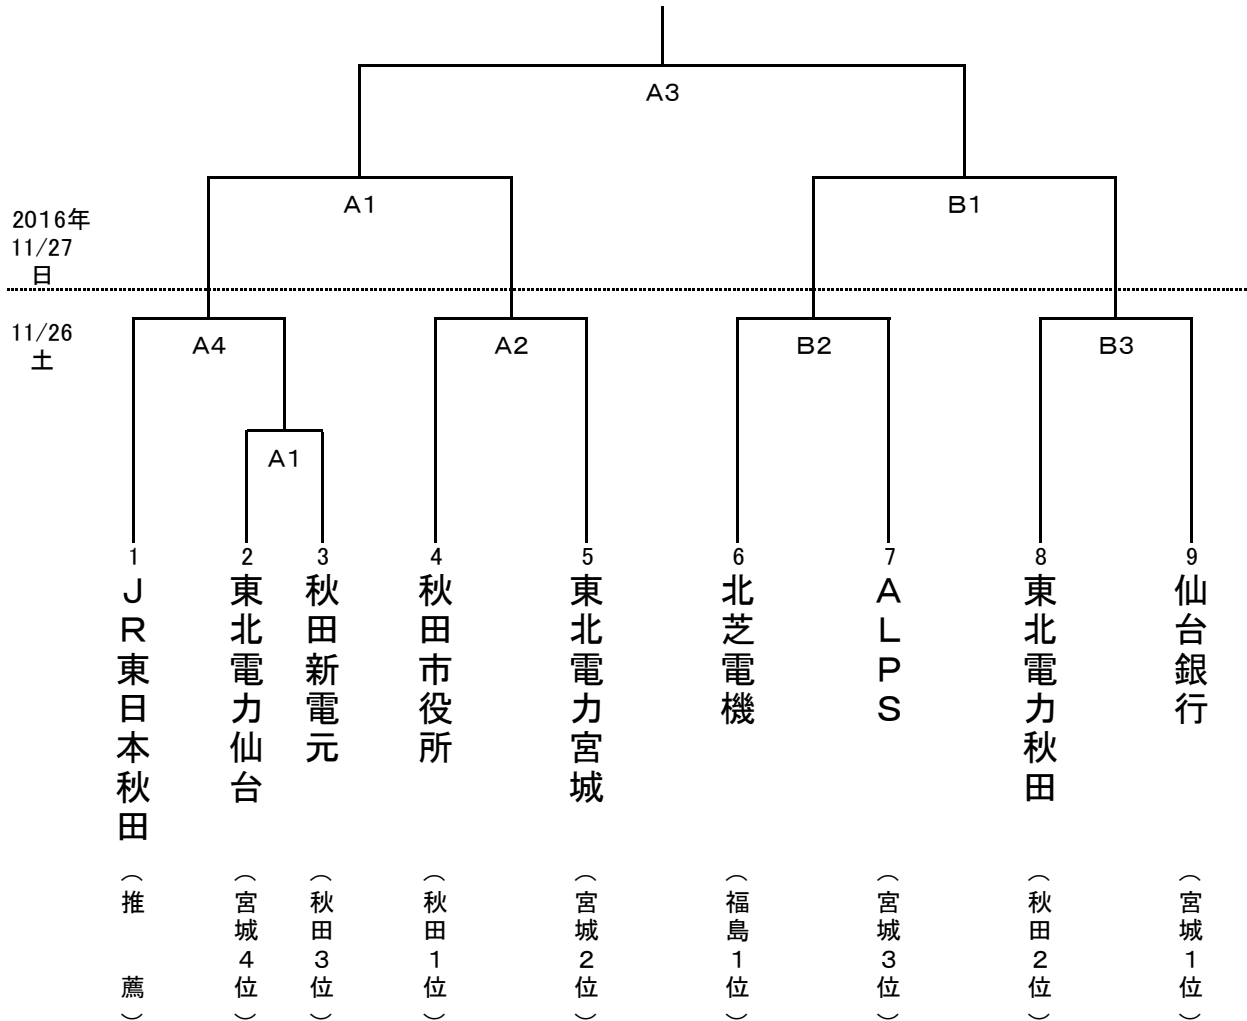 A3
A1
B1
2016年
11/27
日
11/26
土
A4
A2
B2
B3
A1
1
2
3
4
5
6
7
8
9
JR東日本秋田
東北電力仙台
秋田新電元
秋田市役所
東北電力宮城
北芝電機
ALPS
東北電力秋田
仙台銀行
(推薦)
(宮城4位)
(秋田3位)
(秋田1位)
(宮城2位)
(福島1位)
(宮城3位)
(秋田2位)
(宮城1位)